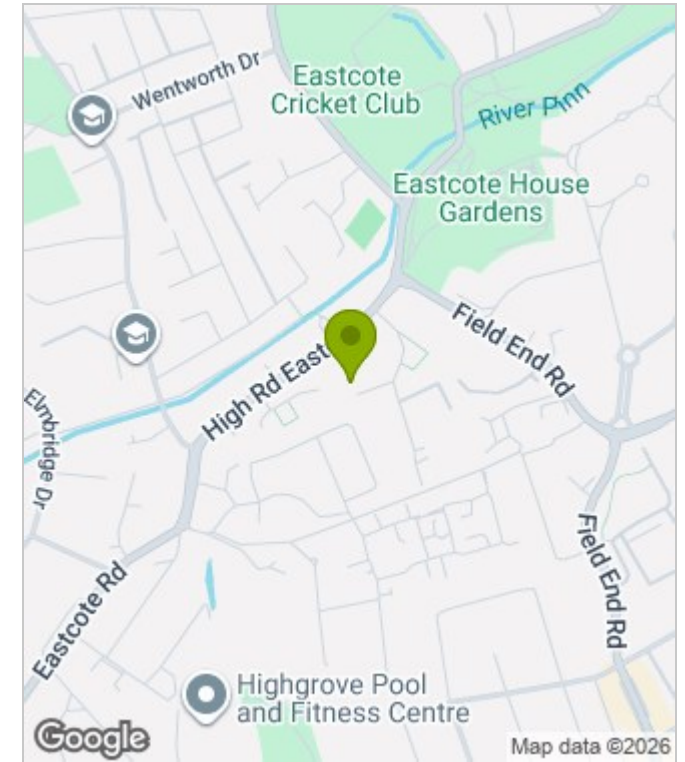 Wentworth Dr
Eastcote
Cricket Club
River Pinn
Eastcote House
Gardens
Field End Rd
High Rd East
Elmbridge Dr
Field End Rd
Eastcote Rd
Highgrove Pool
and Fitness Centre
Google
Map data ©2026